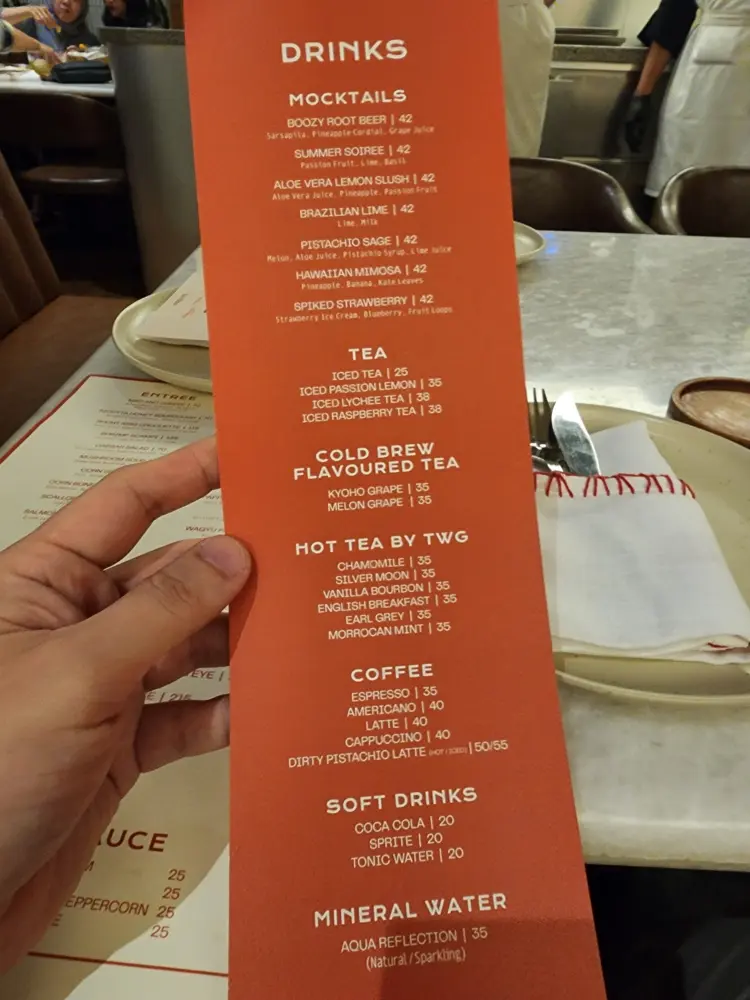 DRINKS
MOCKTAILS
BOOZY ROOT BEER | 42
Sarsapila, Pineapple Cordial, Grape Juice
SUMMER SOIREE | 42
Passion Fruit, Lime, Basil
ALOE VERA LEMON SLUSH | 42
Aloe Vera Juice, Pineapple, Passion Fruit
BRAZILIAN LIME | 42
Lime, Milk
PISTACHIO SAGE | 42
Melon, Aloe Juice, Pistachio Syrup, Lime Juice
HAWAIIAN MIMOSA | 42
Pineapple, Banana, Kale Leaves
SPIKED STRAWBERRY | 42
Strawberry Ice Cream, Blueberry, Fruit Loops
TEA
ICED TEA | 25
ICED PASSION LEMON | 35
ICED LYCHEE TEA | 38
ICED RASPBERRY TEA | 38
COLD BREW
FLAVOURED TEA
KYOHO GRAPE | 35
MELON GRAPE | 35
HOT TEA BY TWG
CHAMOMILE | 35
SILVER MOON | 35
VANILLA BOURBON | 35
ENGLISH BREAKFAST | 35
EARL GREY | 35
MORROCAN MINT | 35
COFFEE
ESPRESSO | 35
AMERICANO | 40
LATTE | 40
CAPPUCCINO | 40
DIRTY PISTACHIO LATTE (HOT / ICED) | 50/55
SOFT DRINKS
COCA COLA | 20
SPRITE | 20
TONIC WATER | 20
MINERAL WATER
AQUA REFLECTION | 35
(Natural / Sparkling)
ENTREE
EYE |
E | 215
AUCE
M 25
25
EPPERCORN 25
E 25